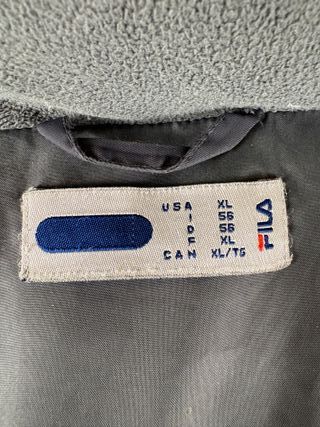 USA XL
I 56
D 56
F XL
CAN XL/TG
FILA